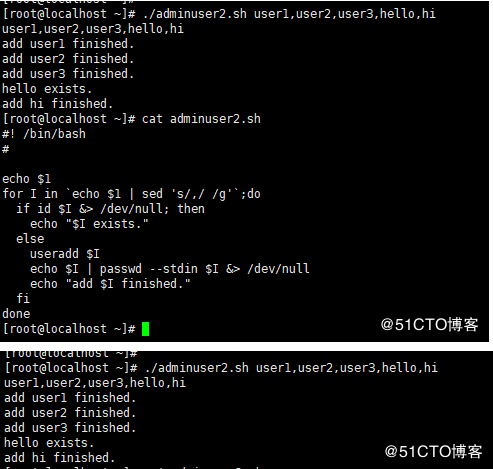 [root@localhost ~]#
[root@localhost ~]# ./adminuser2.sh user1,user2,user3,hello,hi
user1,user2,user3,hello,hi
add user1 finished.
add user2 finished.
add user3 finished.
hello exists.
add hi finished.
[root@localhost ~]# cat adminuser2.sh
#! /bin/bash
#
echo $1
for I in `echo $1 | sed 's/,/ /g'`;do
  if id $I &> /dev/null; then
    echo "$I exists."
  else
    useradd $I
    echo $I | passwd --stdin $I &> /dev/null
    echo "add $I finished."
  fi
done
[root@localhost ~]#
@51CTO博客
[root@localhost ~]#
[root@localhost ~]# ./adminuser2.sh user1,user2,user3,hello,hi
user1,user2,user3,hello,hi
add user1 finished.
add user2 finished.
add user3 finished.
hello exists.
add hi finished.
@51CTO博客